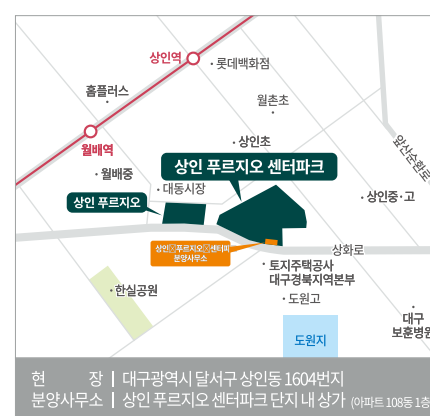 상인역
롯데백화점
홈플러스
월촌초
월배역
상인초
앞산순환로
상인 푸르지오 센터파크
월배중
대동시장
상인중·고
상인 푸르지오
상인 푸르지오 센터파
분양사무소
상화로
토지주택공사
대구경북지역본부
한실공원
도원고
대구
보훈병원
도원지
현 장 | 대구광역시 달서구 상인동 1604번지
분양사무소 | 상인 푸르지오 센터파크 단지 내 상가 (아파트 108동 1층